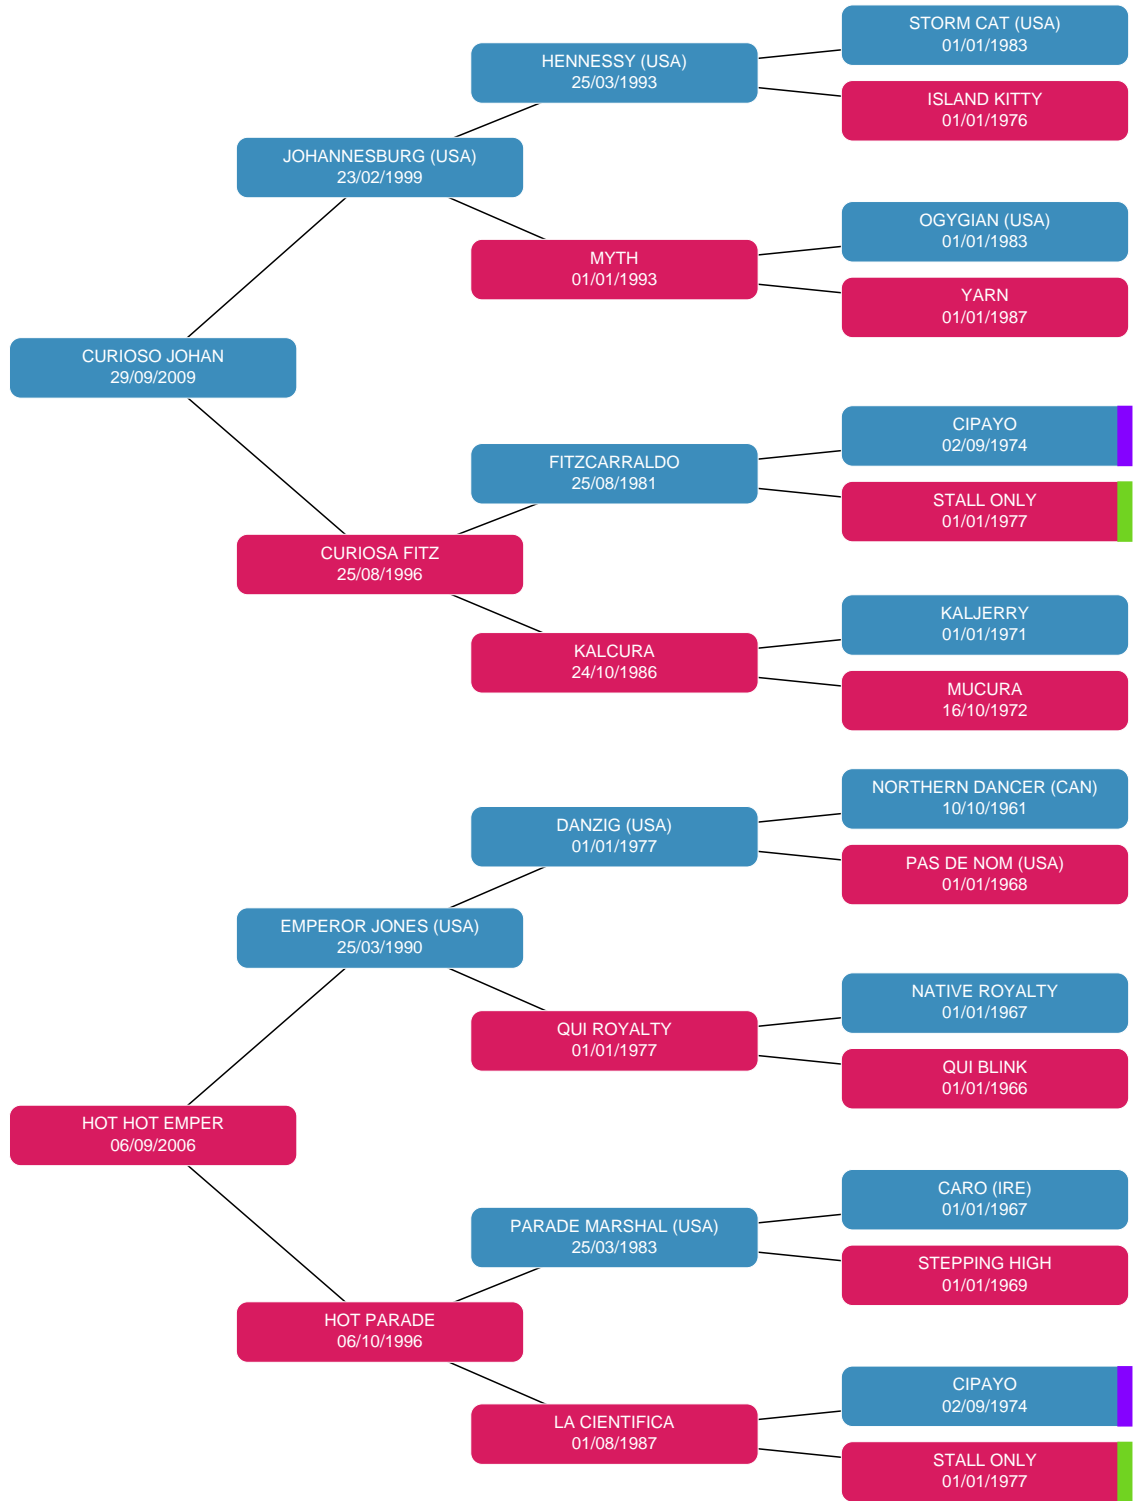 STORM CAT (USA)
01/01/1983
HENNESSY (USA)
25/03/1993
ISLAND KITTY
01/01/1976
JOHANNESBURG (USA)
23/02/1999
OGYGIAN (USA)
01/01/1983
MYTH
01/01/1993
YARN
01/01/1987
CURIOSO JOHAN
29/09/2009
CIPAYO
02/09/1974
FITZCARRALDO
25/08/1981
STALL ONLY
01/01/1977
CURIOSA FITZ
25/08/1996
KALJERRY
01/01/1971
KALCURA
24/10/1986
MUCURA
16/10/1972
NORTHERN DANCER (CAN)
10/10/1961
DANZIG (USA)
01/01/1977
PAS DE NOM (USA)
01/01/1968
EMPEROR JONES (USA)
25/03/1990
NATIVE ROYALTY
01/01/1967
QUI ROYALTY
01/01/1977
QUI BLINK
01/01/1966
HOT HOT EMPER
06/09/2006
CARO (IRE)
01/01/1967
PARADE MARSHAL (USA)
25/03/1983
STEPPING HIGH
01/01/1969
HOT PARADE
06/10/1996
CIPAYO
02/09/1974
LA CIENTIFICA
01/08/1987
STALL ONLY
01/01/1977